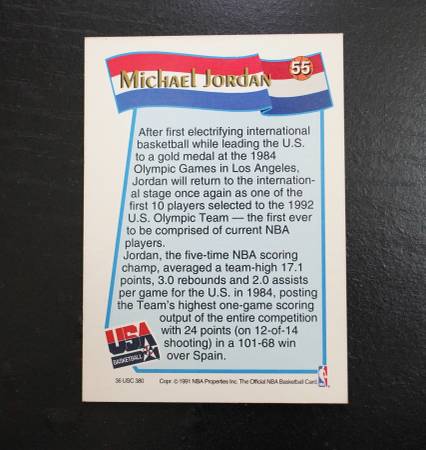 Michael Jordan
55
After first electrifying international
basketball while leading the U.S.
to a gold medal at the 1984
Olympic Games in Los Angeles,
Jordan will return to the internation-
al stage once again as one of the
first 10 players selected to the 1992
U.S. Olympic Team — the first ever
to be comprised of current NBA
players.
Jordan, the five-time NBA scoring
champ, averaged a team-high 17.1
points, 3.0 rebounds and 2.0 assists
per game for the U.S. in 1984, posting
the Team's highest one-game scoring
output of the entire competition
with 24 points (on 12-of-14
shooting) in a 101-68 win
over Spain.
USA
BASKETBALL
36 USC 380
Copr. © 1991 NBA Properties Inc. The Official NBA Basketball Card